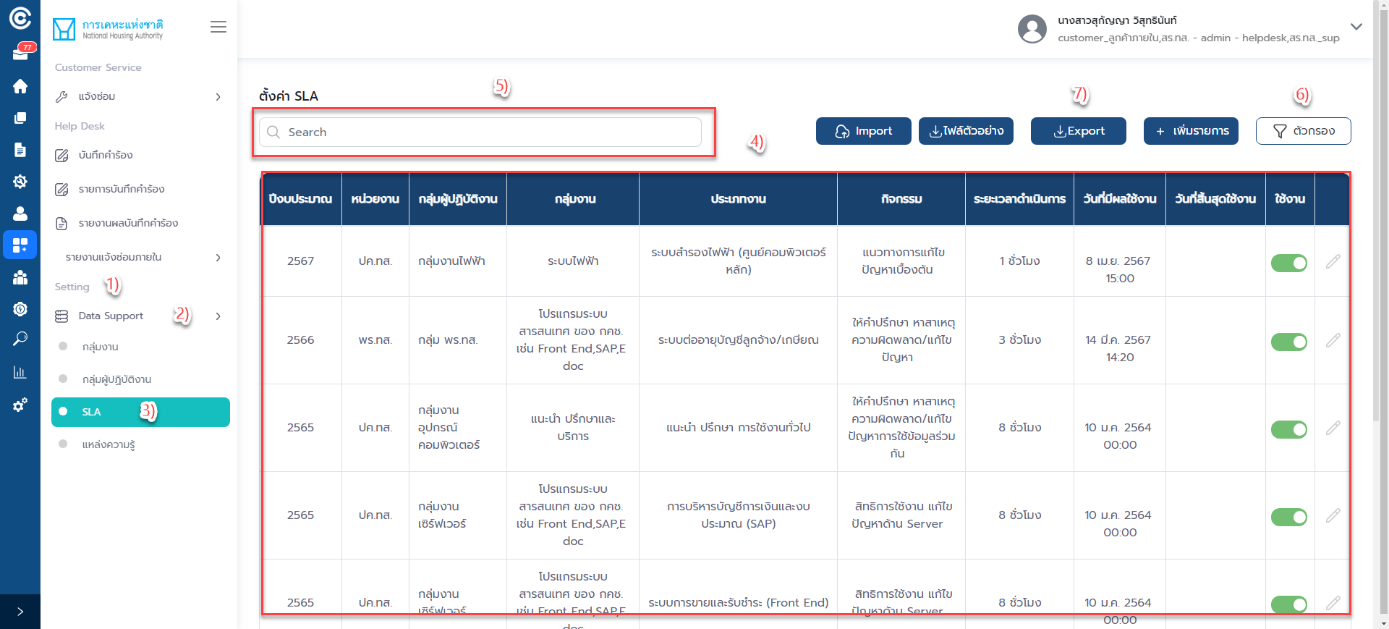 77
การเคหะแห่งชาติ
National Housing Authority
Customer Service
แจ้งซ่อม
Help Desk
บันทึกคำร้อง
รายการบันทึกคำร้อง
รายงานผลบันทึกคำร้อง
รายงานแจ้งซ่อมภายใน
Setting 1)
Data Support 2)
กลุ่มงาน
กลุ่มผู้ปฏิบัติงาน
SLA 3)
แหล่งความรู้
นางสาวสุกัญญา วิสุทธินันท์
customer_ลูกค้าภายใน,สร.ทส. - admin - helpdesk,สร.ทส._sup
ตั้งค่า SLA
5)
7)
6)
Search
4)
Import ไฟล์ตัวอย่าง Export + เพิ่มรายการ ตัวกรอง
ปีงบประมาณ หน่วยงาน กลุ่มผู้ปฏิบัติงาน กลุ่มงาน ประเภทงาน กิจกรรม ระยะเวลาดำเนินการ วันที่มีผลใช้งาน วันที่สิ้นสุดใช้งาน ใช้งาน
2567 ปค.ทส. กลุ่มงานไฟฟ้า ระบบไฟฟ้า
ระบบสำรองไฟฟ้า (ศูนย์คอมพิวเตอร์
หลัก)
แนวทางการแก้ไข
ปัญหาเบื้องต้น
1 ชั่วโมง
8 เม.ย. 2567
15:00
2566 พร.ทส. กลุ่ม พร.ทส.
โปรแกรมระบบ
สารสนเทศ ของ กคช.
เช่น Front End,SAP,E
doc
ระบบต่ออายุบัญชีลูกจ้าง/เกษียณ
ให้คำปรึกษา หาสาเหตุ
ความผิดพลาด/แก้ไข
ปัญหา
3 ชั่วโมง
14 มี.ค. 2567
14:20
2565 ปค.ทส.
กลุ่มงาน
อุปกรณ์
คอมพิวเตอร์
แนะนำ ปรึกษาและ
บริการ
แนะนำ ปรึกษา การใช้งานทั่วไป
ให้คำปรึกษา หาสาเหตุ
ความผิดพลาด/แก้ไข
ปัญหาการใช้ข้อมูลร่วม
กัน
8 ชั่วโมง
10 ม.ค. 2564
00:00
2565 ปค.ทส.
กลุ่มงาน
เซิร์ฟเวอร์
โปรแกรมระบบ
สารสนเทศ ของ กคช.
เช่น Front End,SAP,E
doc
การบริหารบัญชีการเงินและงบ
ประมาณ (SAP)
สิทธิการใช้งาน แก้ไข
ปัญหาด้าน Server
8 ชั่วโมง
10 ม.ค. 2564
00:00
2565 ปค.ทส.
กลุ่มงาน
เซิร์ฟเวอร์
โปรแกรมระบบ
สารสนเทศ ของ กคช.
เช่น Front End,SAP,E
doc
ระบบการขายและรับชำระ (Front End)
สิทธิการใช้งาน แก้ไข
ปัญหาด้าน Server
8 ชั่วโมง
10 ม.ค. 2564
00:00